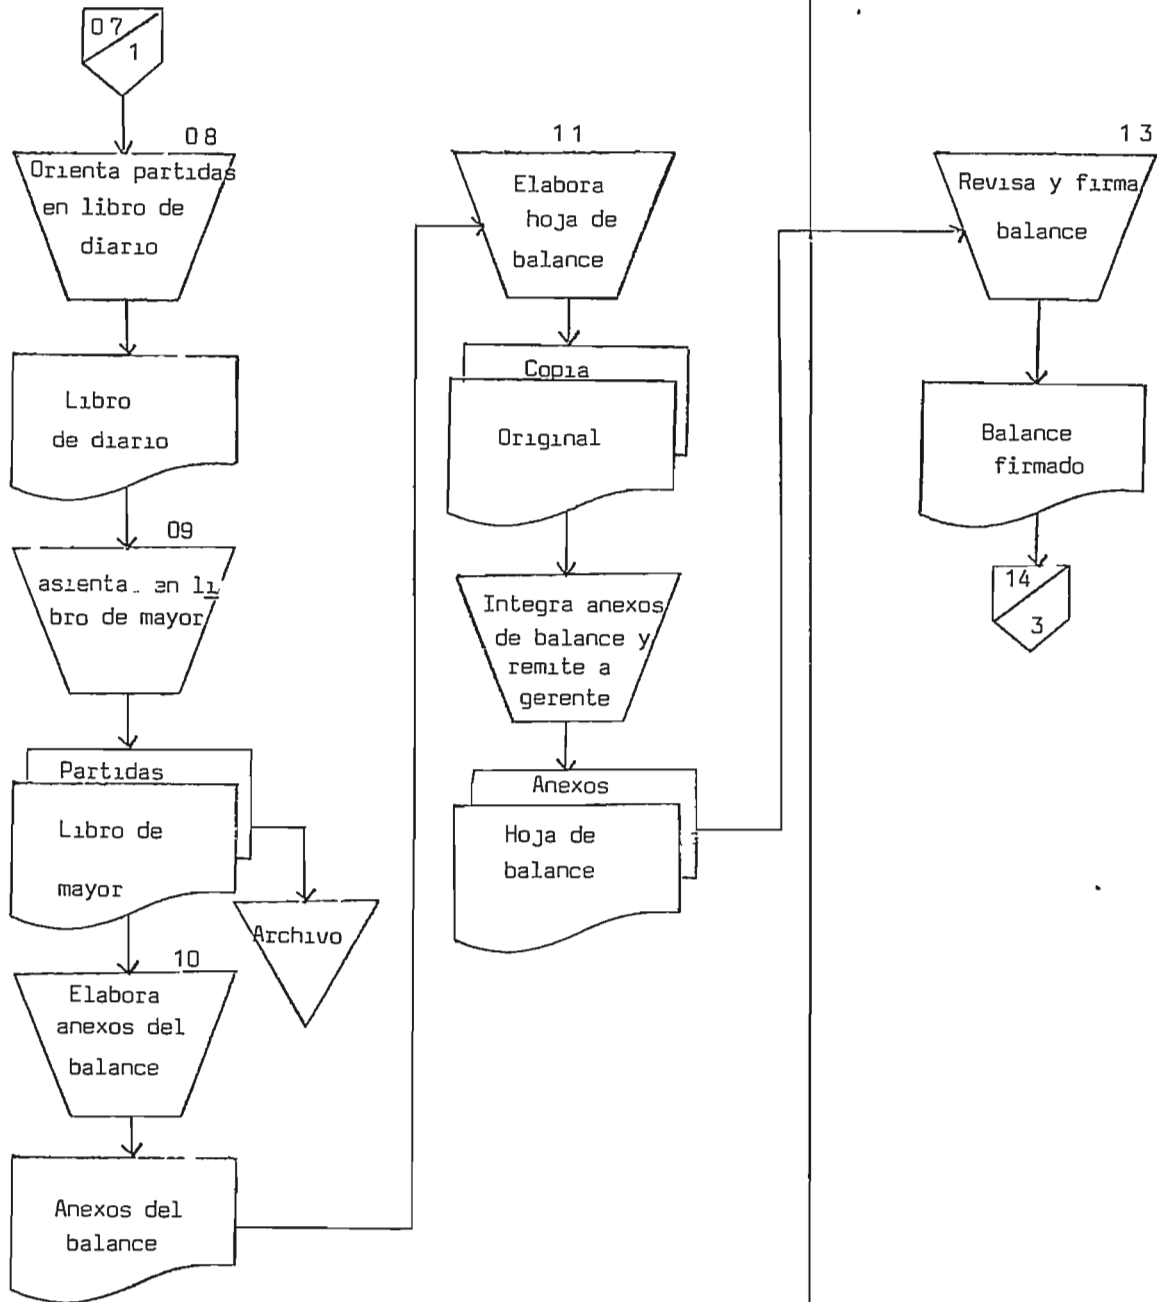 07
1
08
Orienta partidas
en libro de
diario
Libro
de diario
09
asienta en li
bro de mayor
Partidas
Libro de
mayor
Archivo
10
Elabora
anexos del
balance
Anexos del
balance
11
Elabora
hoja de
balance
Copia
Original
Integra anexos
de balance y
remite a
gerente
Anexos
Hoja de
balance
13
Revisa y firma
balance
Balance
firmado
14
3